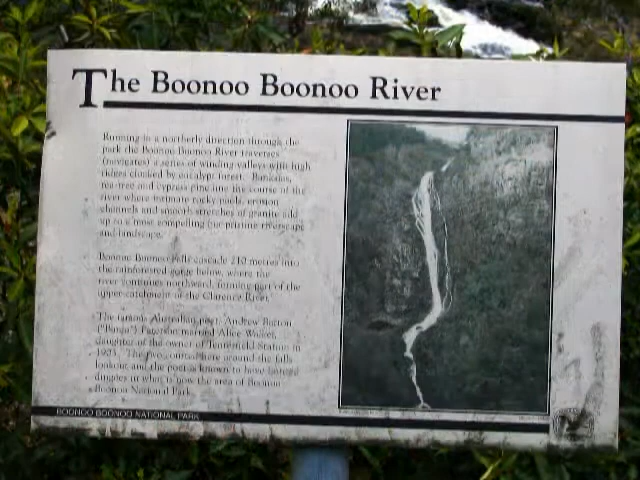 The Boonoo Boonoo River
Running in a northerly direction through the
park the Boonoo Boonoo River traverses
(navigates) a series of winding valleys with high
ridges cloaked by eucalypt forest. Banksias,
tea-tree and cypress pine line the course of the
river where intimate rocky pools, erosion
channels and smooth stretches of granite add
up to a most compelling pristine riverscape
and landscape.
Boonoo Boonoo Falls cascade 210 metres into
the rainforested gorge below, where the
river continues northward, forming part of the
upper catchment of the Clarence River.
The famous Australian poet, Andrew Barton
("Banjo") Paterson married Alice Walker,
daughter of the owner of Tenterfield Station in
1903. The two courted here around the falls
lookout and the poet is known to have
in what is now the area of Boonoo
Boonoo National Park.
BOONOO BOONOO NATIONAL PARK